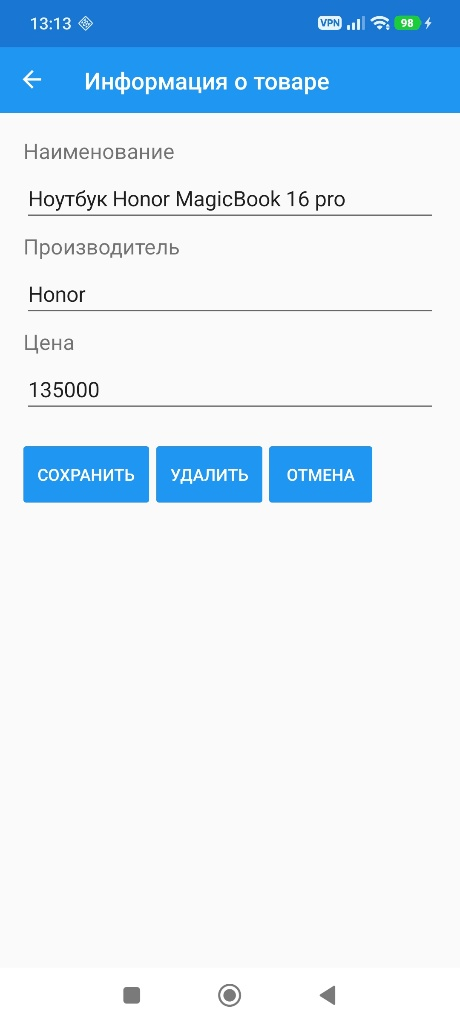 13:13 VPN 98
Информация о товаре
Наименование
Ноутбук Honor MagicBook 16 pro
Производитель
Honor
Цена
135000
СОХРАНИТЬ УДАЛИТЬ ОТМЕНА